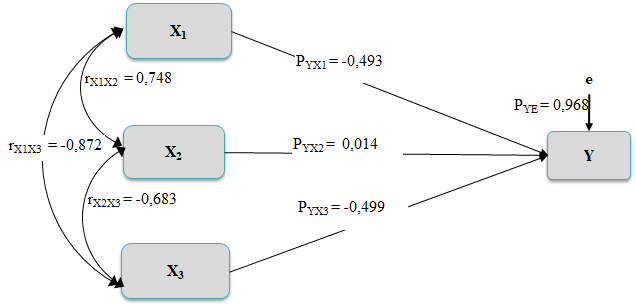 X1
PYX1 = -0,493
rX1X2 = 0,748
e
PYE = 0,968
rX1X3 = -0,872
X2
PYX2 = 0,014
Y
rX2X3 = -0,683
PYX3 = -0,499
X3